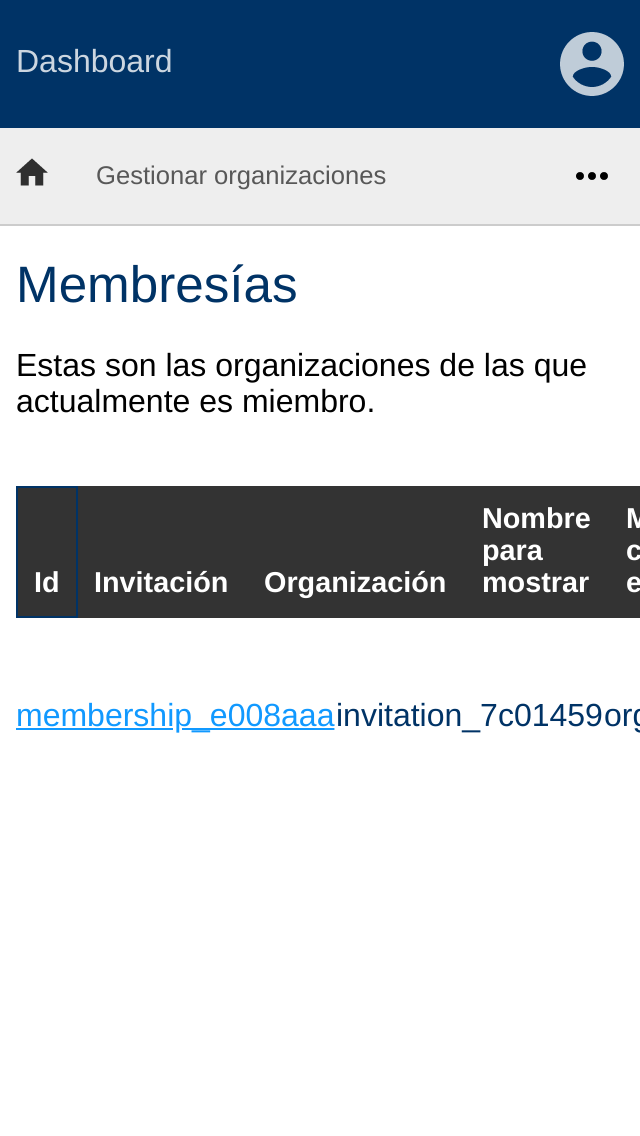 Dashboard
Gestionar organizaciones
Membresías
Estas son las organizaciones de las que
actualmente es miembro.
Id Invitación Organización Nombre para mostrar
membership_e008aaa invitation_7c01459